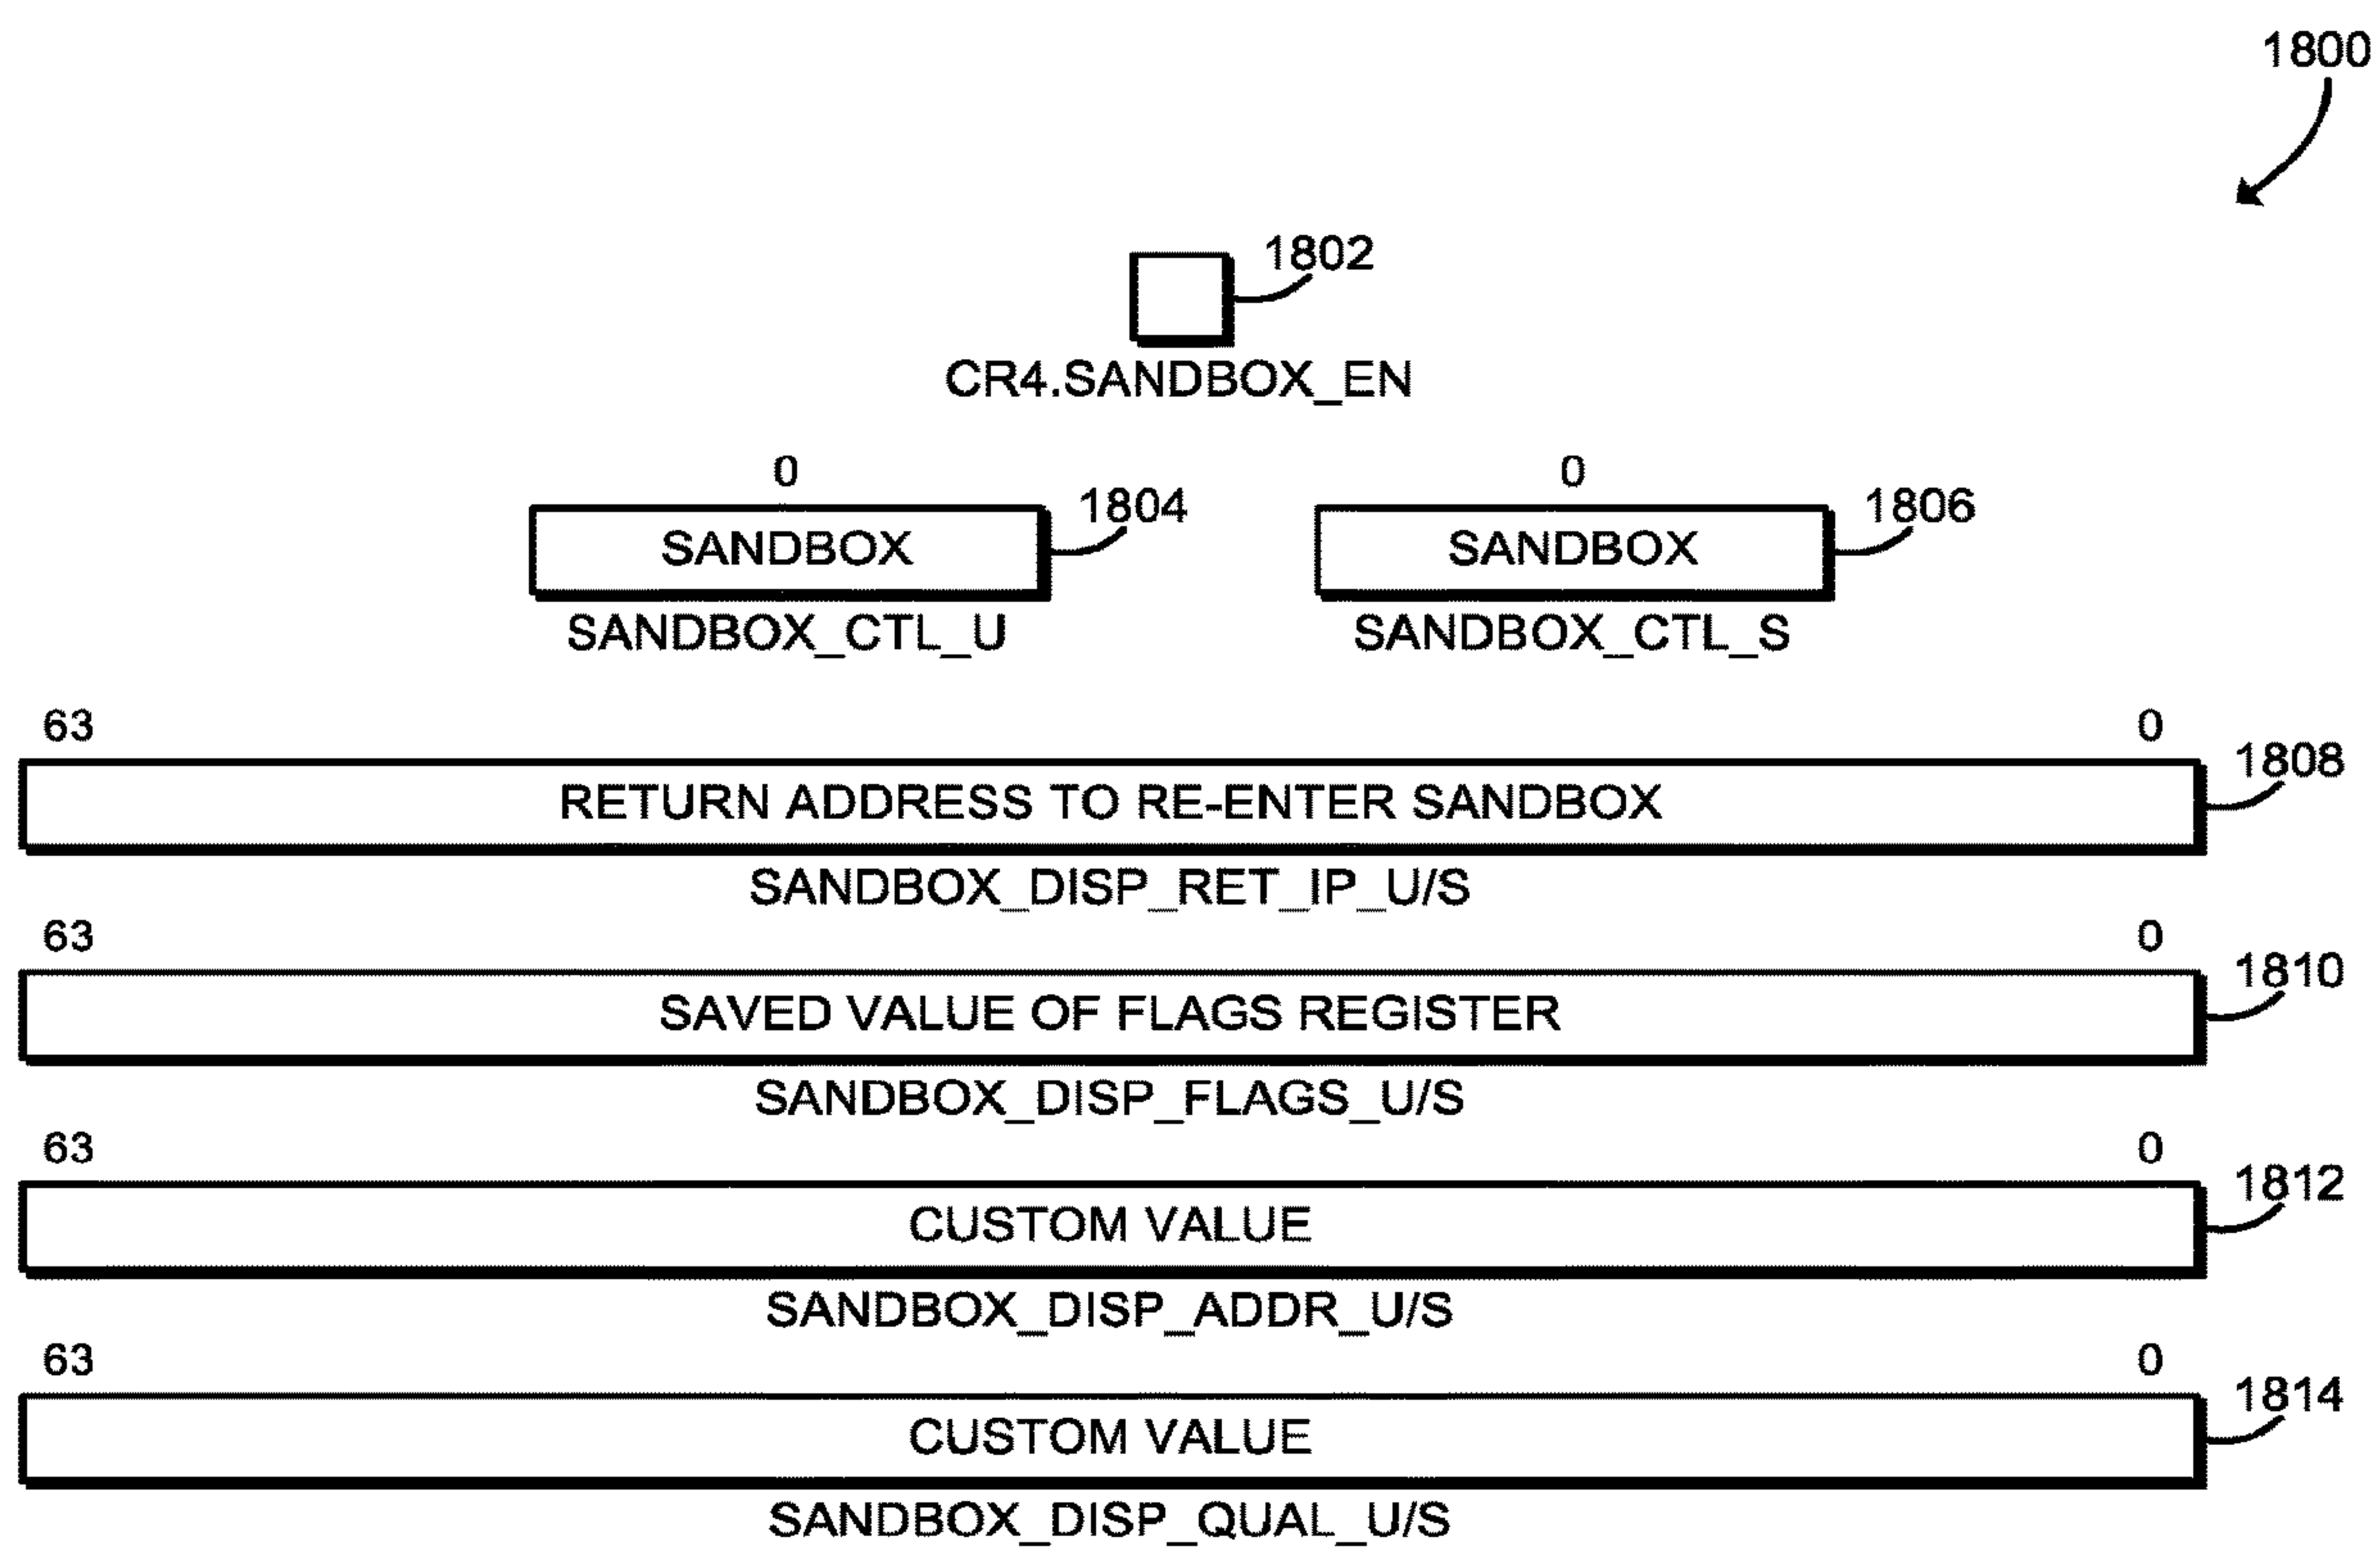 1800
1802
CR4.SANDBOX_EN
0 0
SANDBOX 1804 SANDBOX 1806
SANDBOX_CTL_U SANDBOX_CTL_S
63 0
RETURN ADDRESS TO RE-ENTER SANDBOX 1808
SANDBOX_DISP_RET_IP_U/S
63 0
SAVED VALUE OF FLAGS REGISTER 1810
SANDBOX_DISP_FLAGS_U/S
63 0
CUSTOM VALUE 1812
SANDBOX_DISP_ADDR_U/S
63 0
CUSTOM VALUE 1814
SANDBOX_DISP_QUAL_U/S